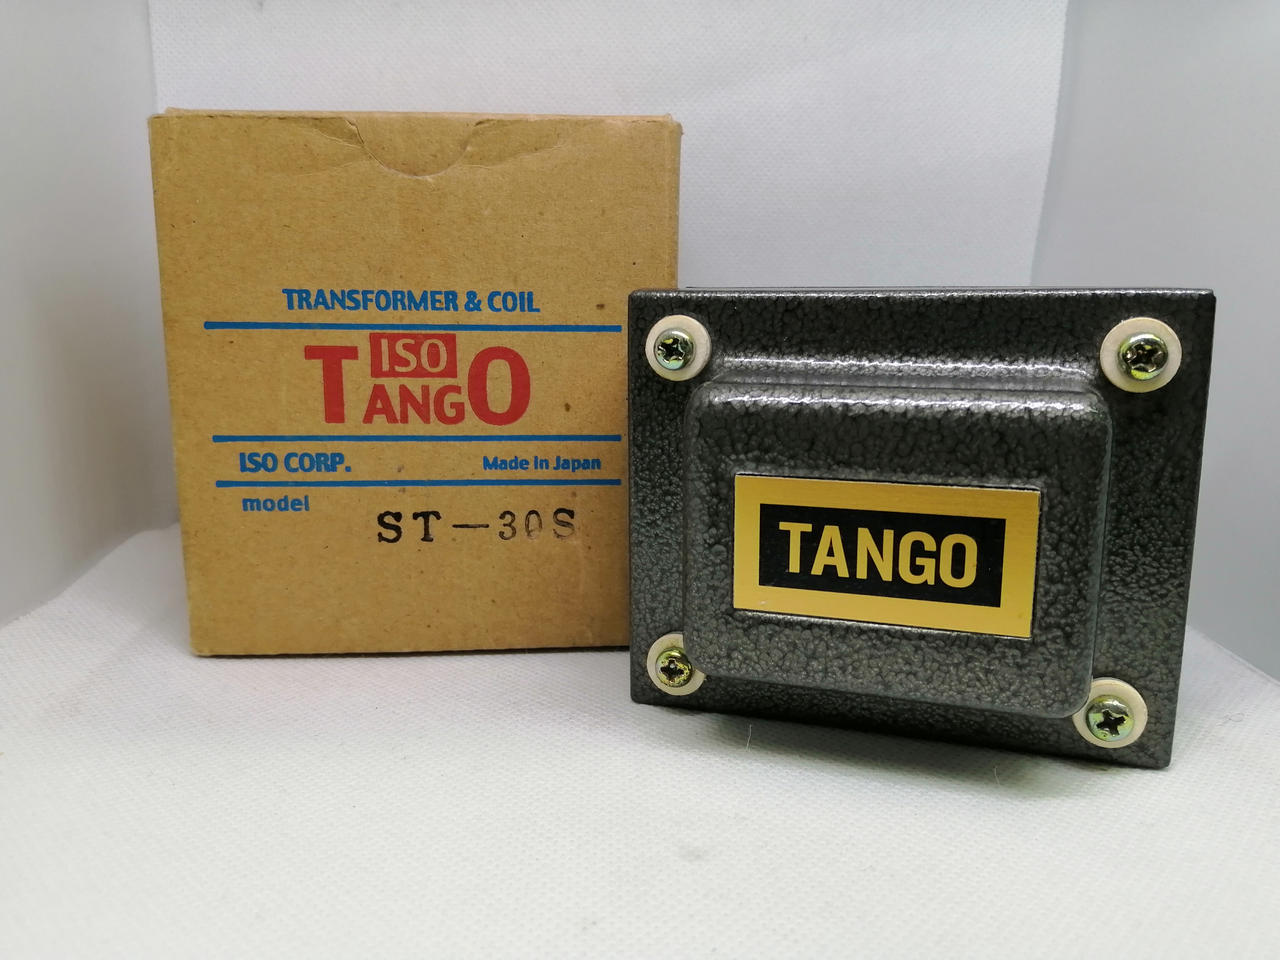 TRANSFORMER & COIL
ISO
TANGO
ISO CORP. Made in Japan
model
ST-30S
TANGO